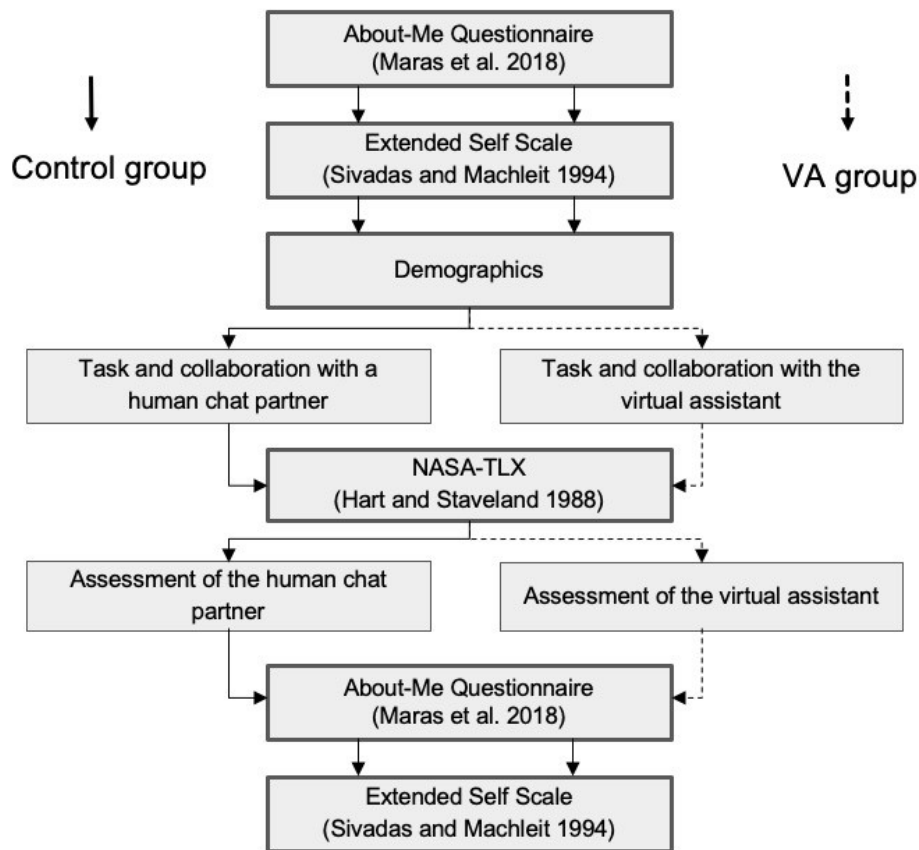 About-Me Questionnaire
(Maras et al. 2018)
Control group
VA group
Extended Self Scale
(Sivadas and Machleit 1994)
Demographics
Task and collaboration with a
human chat partner
Task and collaboration with the
virtual assistant
NASA-TLX
(Hart and Staveland 1988)
Assessment of the human chat
partner
Assessment of the virtual assistant
About-Me Questionnaire
(Maras et al. 2018)
Extended Self Scale
(Sivadas and Machleit 1994)